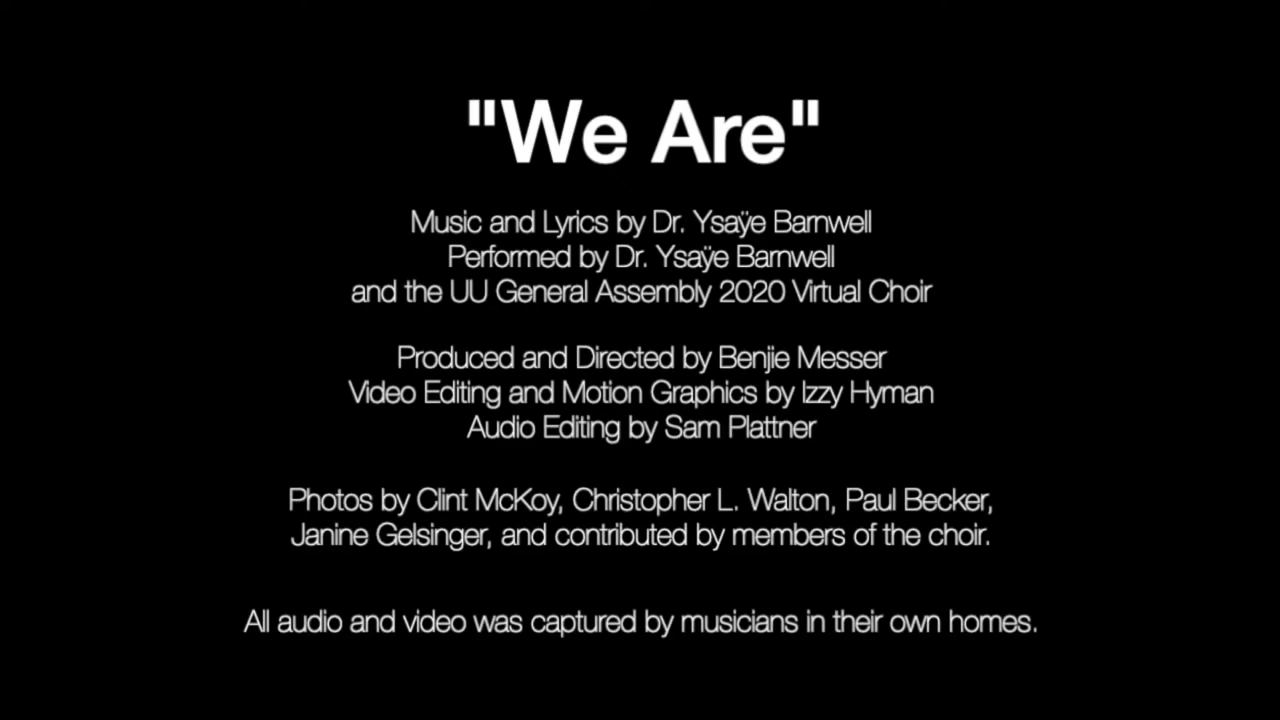 "We Are"
Music and Lyrics by Dr. Ysaÿe Barnwell
Performed by Dr. Ysaÿe Barnwell
and the UU General Assembly 2020 Virtual Choir
Produced and Directed by Benjie Messer
Video Editing and Motion Graphics by Izzy Hyman
Audio Editing by Sam Plattner
Photos by Clint McKoy, Christopher L. Walton, Paul Becker,
Janine Gelsinger, and contributed by members of the choir.
All audio and video was captured by musicians in their own homes.